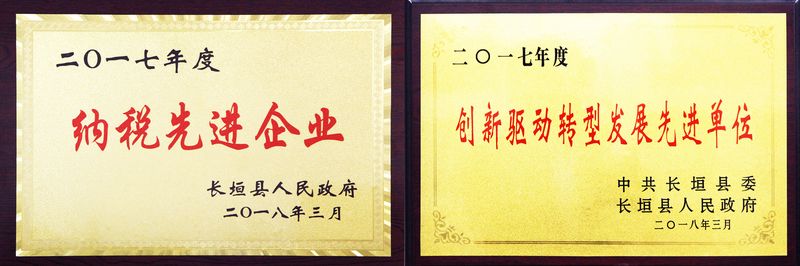 二〇一七年度
纳税先进企业
长垣县人民政府
二〇一八年三月
二〇一七年度
创新驱动转型发展先进单位
中共长垣县委
长垣县人民政府
二〇一八年三月